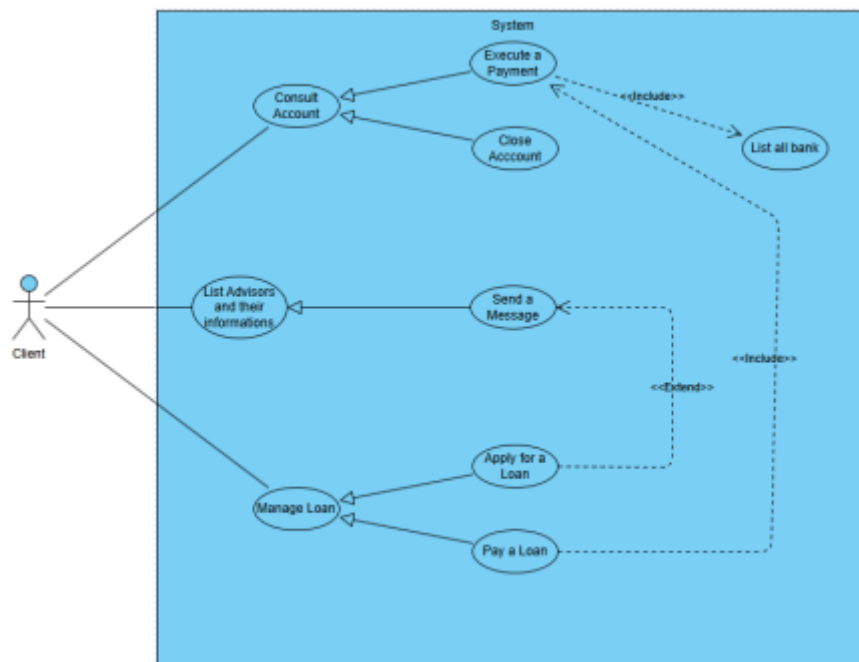 System
Execute a
Payment
<<Include>>
Consult
Account
Close
Acccount
List all bank
List Advisors
and their
informations
Send a
Message
Client
<<Include>>
<<Extend>>
Apply for a
Loan
Manage Loan
Pay a Loan